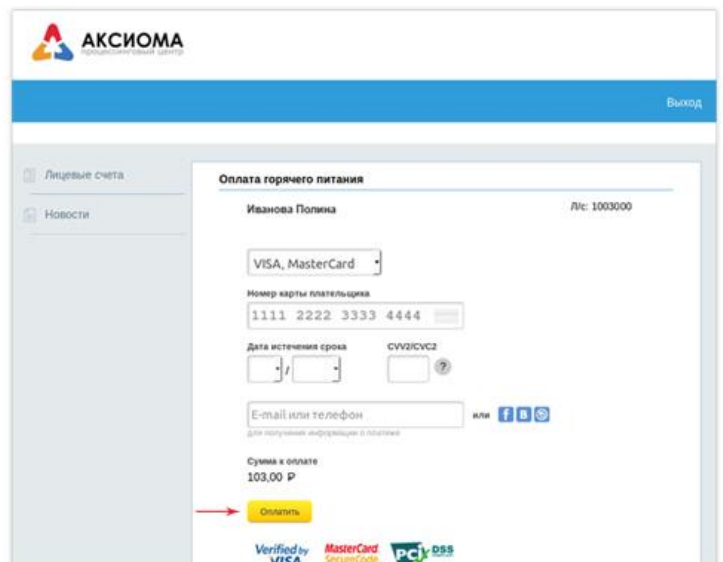 АКСИОМА
процессинговый центр
Выход
Лицевые счета
Новости
Оплата горячего питания
Иванова Полина
Л/с: 1003000
VISA, MasterCard
Номер карты плательщика
1111 2222 3333 4444
Дата истечения срока
CVV2/CVC2
/
?
E-mail или телефон
или
для получения информации о платеже
Сумма к оплате
103,00 ₽
Оплатить
Verified by VISA
MasterCard SecureCode
PCI DSS